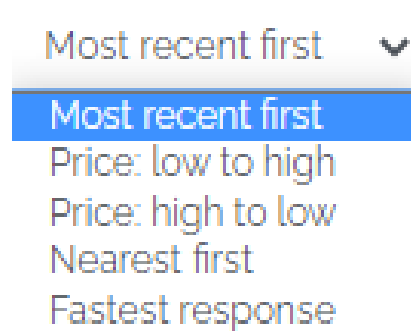 Most recent first
Most recent first
Price: low to high
Price: high to low
Nearest first
Fastest response